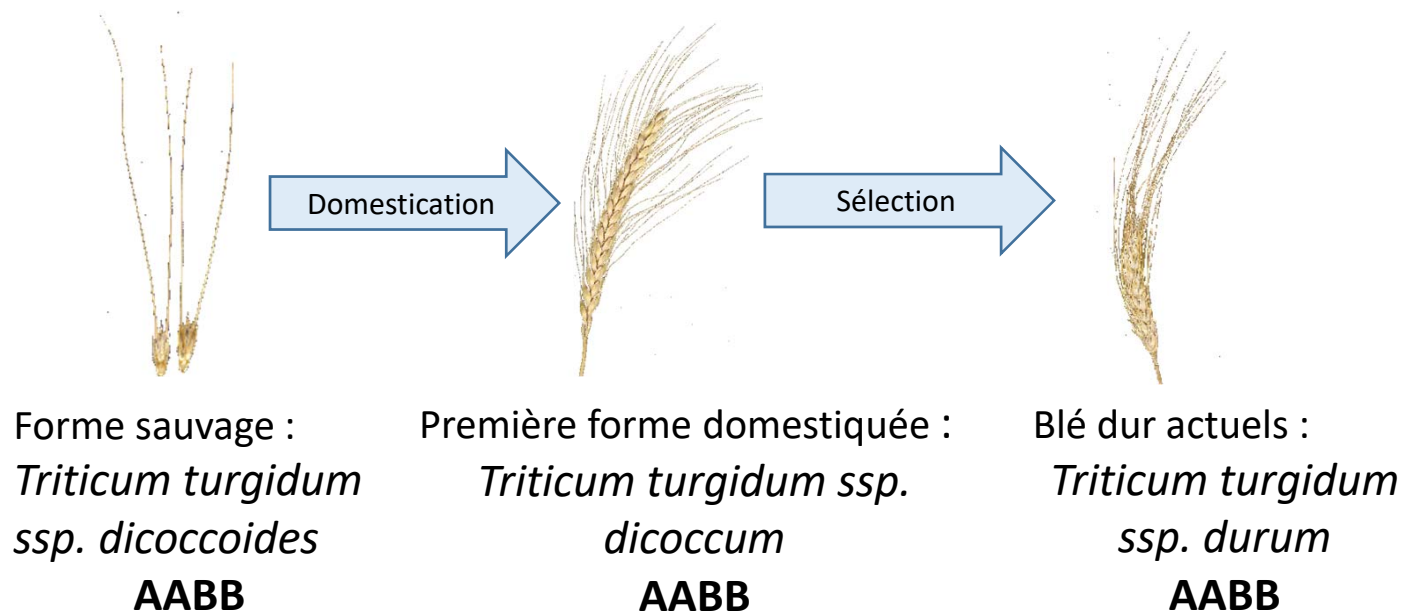 Domestication
Sélection
Forme sauvage :
Triticum turgidum
ssp. dicoccoides
AABB
Première forme domestiquée :
Triticum turgidum ssp.
dicoccum
AABB
Blé dur actuels :
Triticum turgidum
ssp. durum
AABB